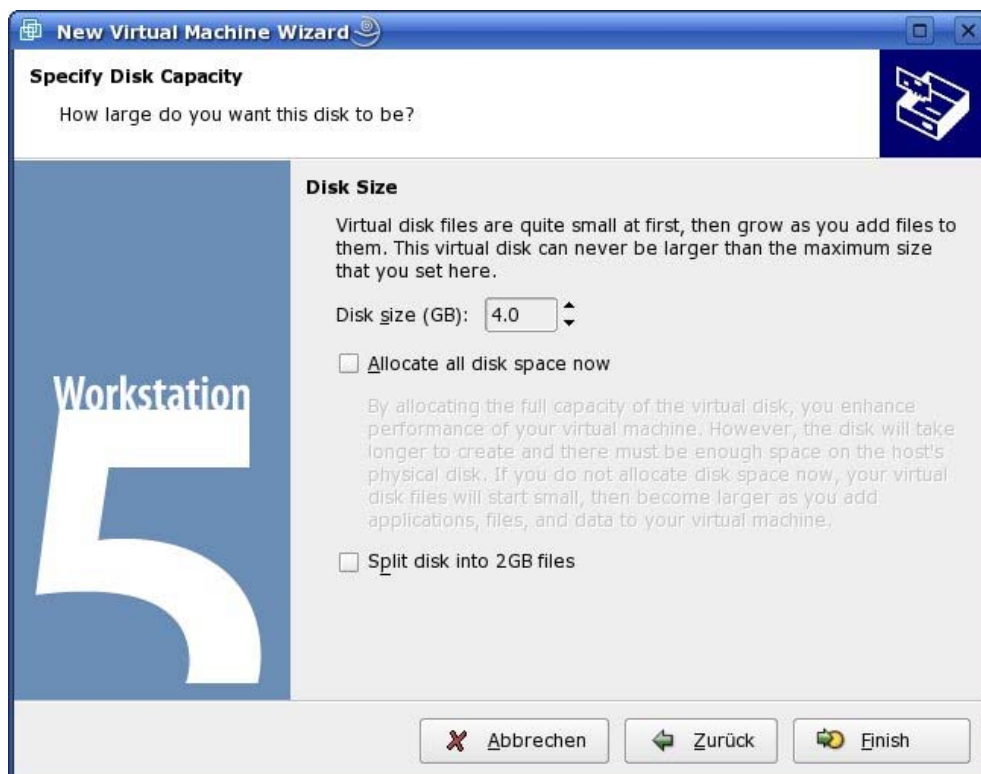 New Virtual Machine Wizard
Specify Disk Capacity
How large do you want this disk to be?
Workstation
5
Disk Size
Virtual disk files are quite small at first, then grow as you add files to
them. This virtual disk can never be larger than the maximum size
that you set here.
Disk size (GB): 4.0
Allocate all disk space now
By allocating the full capacity of the virtual disk, you enhance
performance of your virtual machine. However, the disk will take
longer to create and there must be enough space on the host's
physical disk. If you do not allocate disk space now, your virtual
disk files will start small, then become larger as you add
applications, files, and data to your virtual machine.
Split disk into 2GB files
Abbrechen Zurück Finish